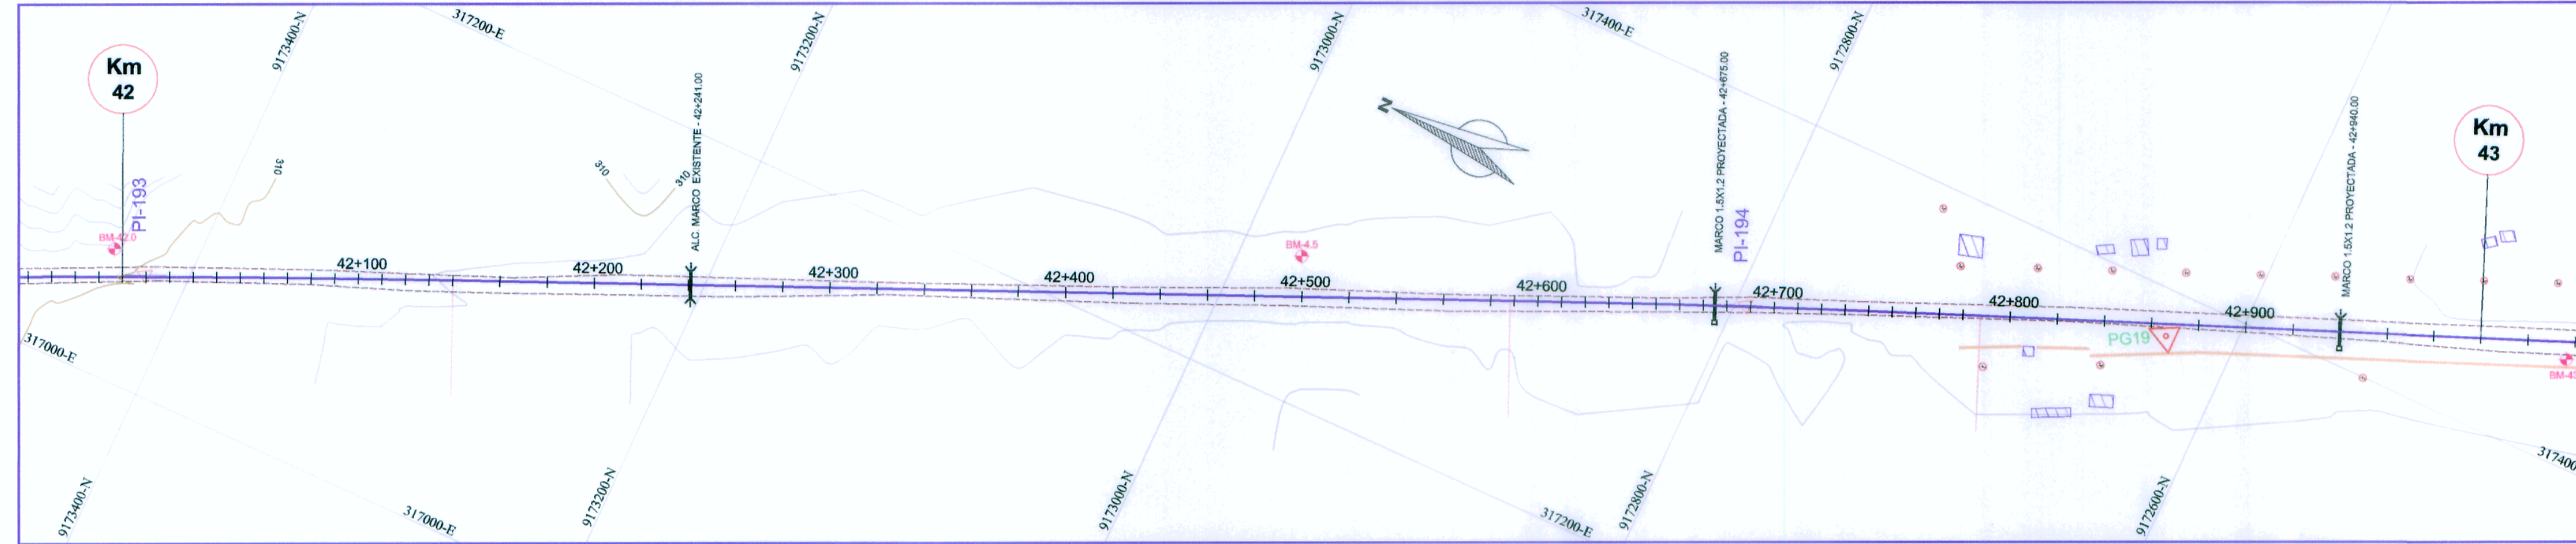 317200-E
317400-E
9173400-N
9173200-N
9173000-N
9172800-N
Km
42
ALC. MARCO EXISTENTE - 42+241.00
MARCO 1.5X1.2 PROYECTADA - 42+675.00
MARCO 1.5X1.2 PROYECTADA - 42+940.00
Km
43
N
310
310
310
PI-193
PI-194
BM-42.0
BM-4.5
42+100
42+200
42+300
42+400
42+500
42+600
42+700
42+800
42+900
PG19
317000-E
BM-43
317400
9173400-N
317000-E
9173200-N
9173000-N
317200-E
9172800-N
9172600-N